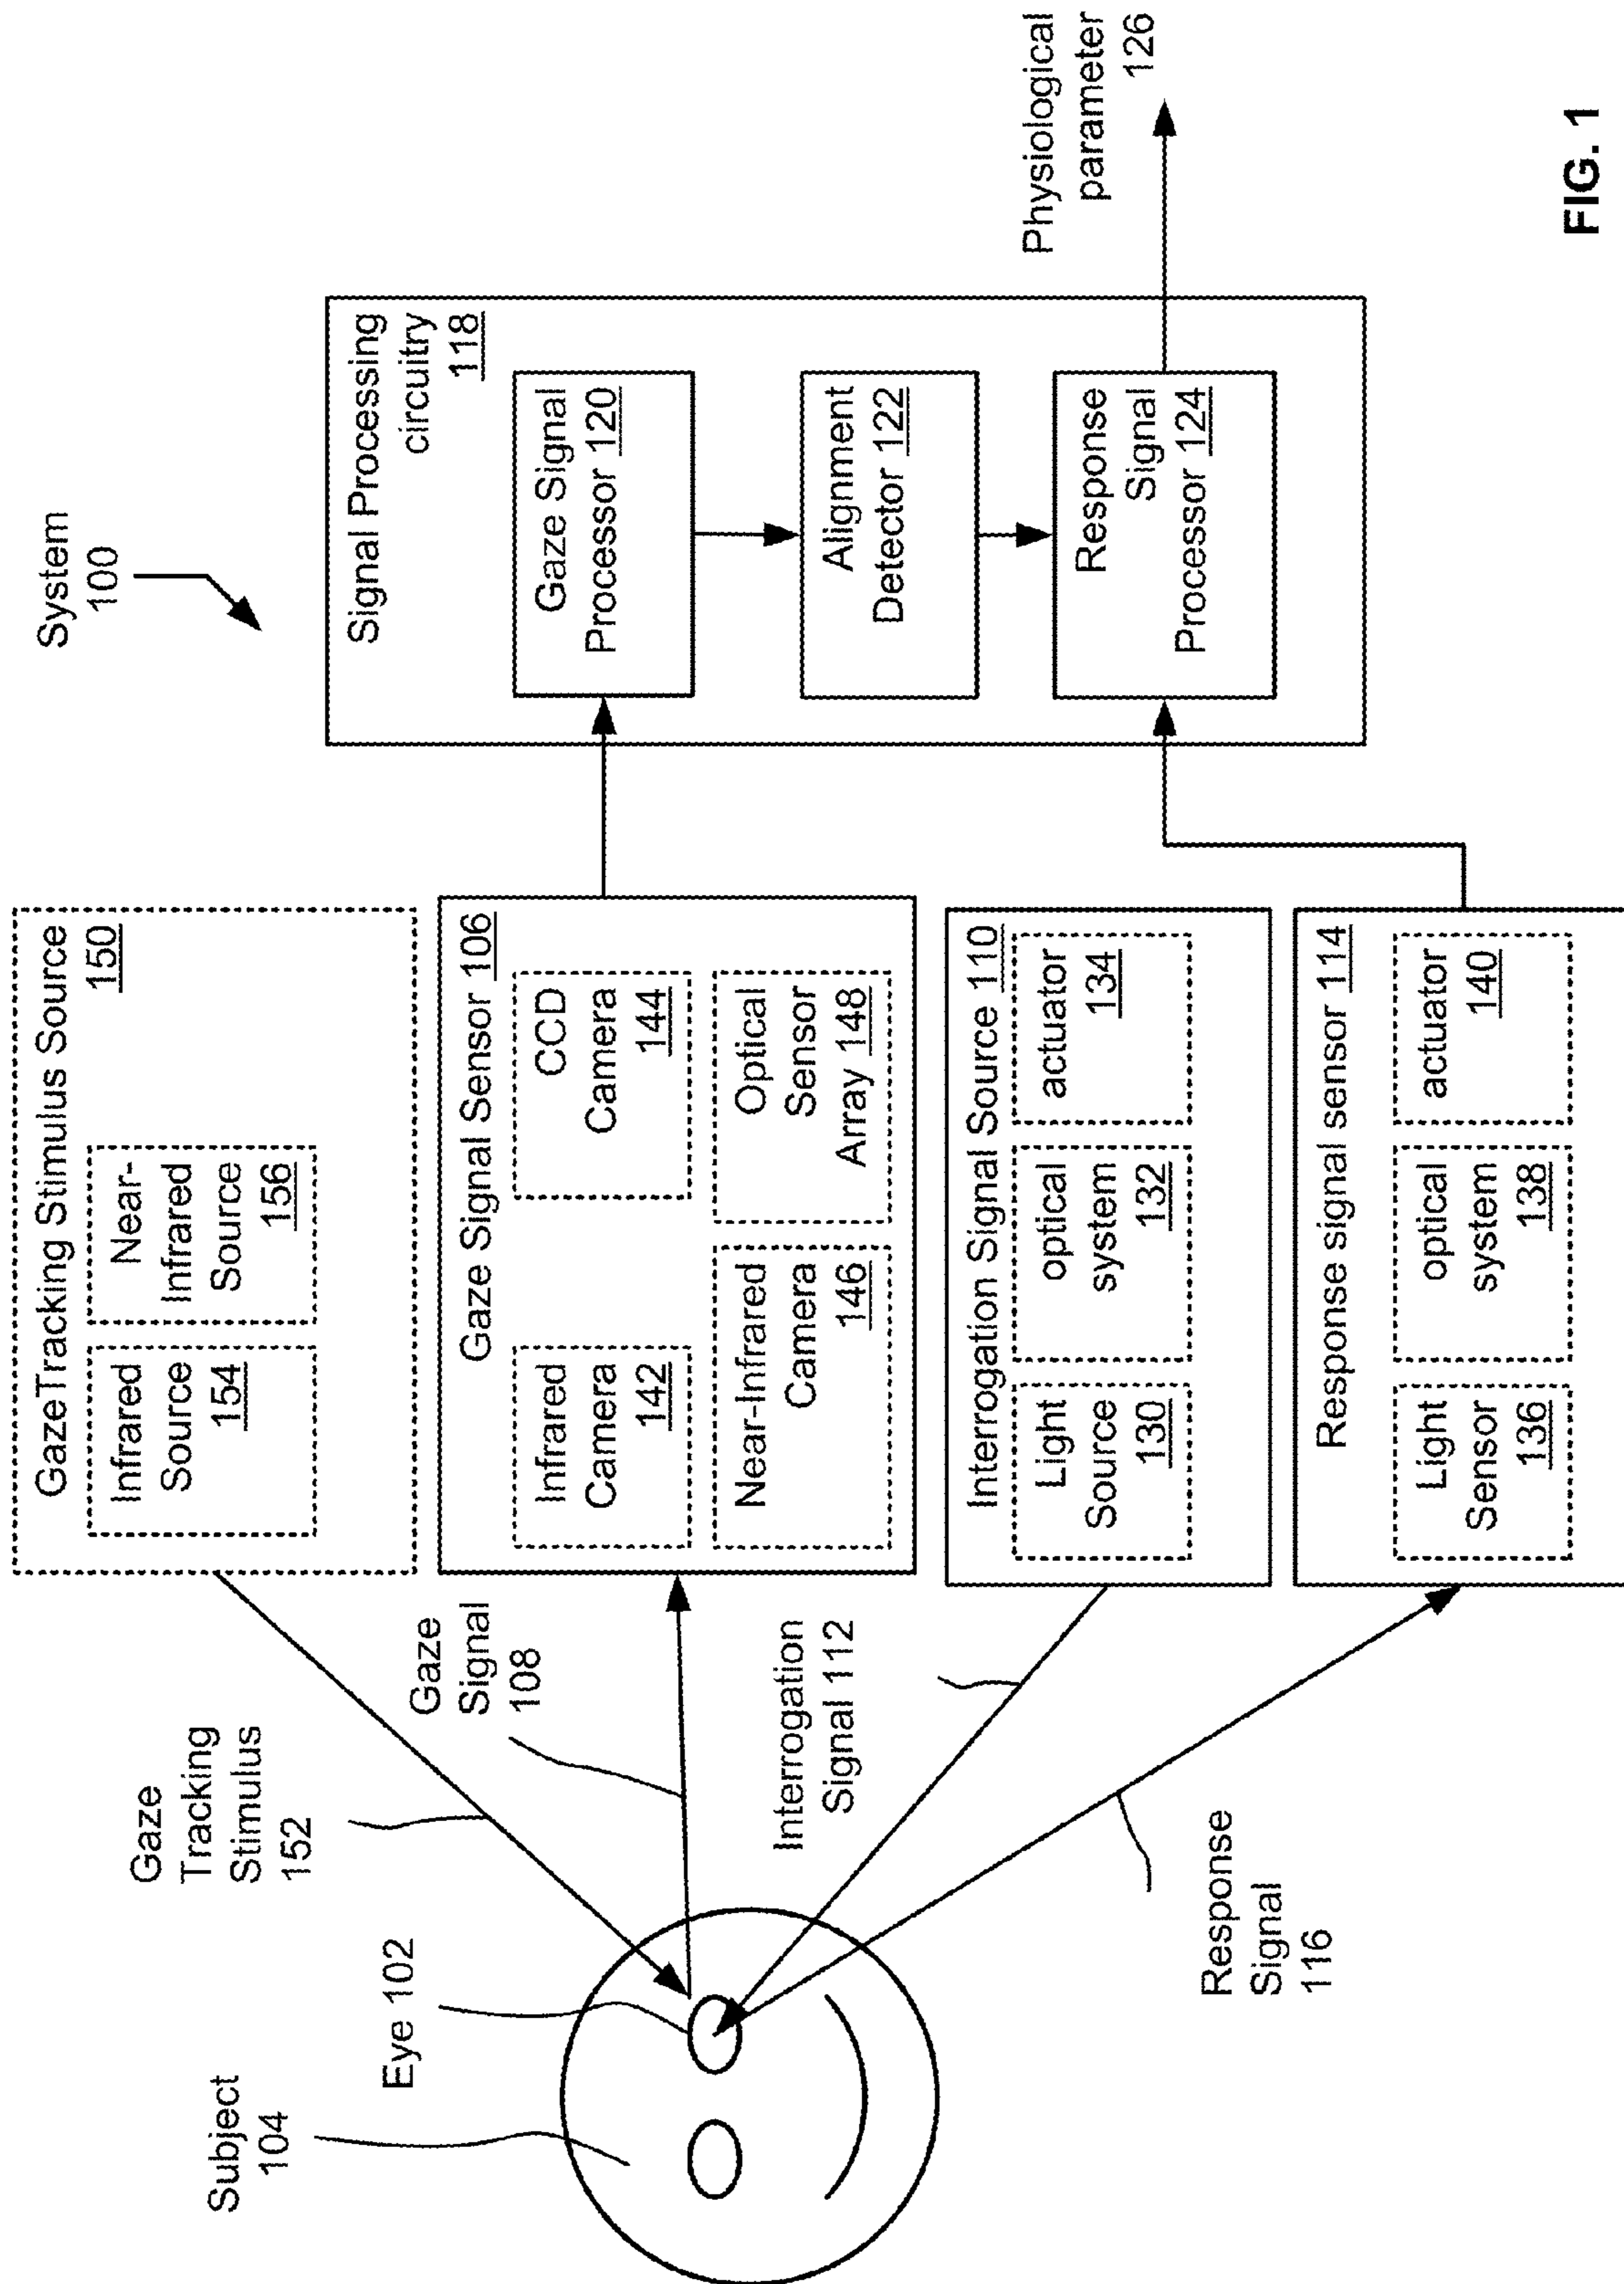 System
100
GazeTracking Stimulus Source
150
Infrared
Source
154
Near-
Infrared
Source
156
Gaze
Tracking
Stimulus
152
Subject
104
Eye 102
Gaze
Signal
108
Gaze Signal Sensor 106
Infrared
Camera
142
CCD
Camera
144
Near-Infrared
Camera
146
Optical
Sensor
Array 148
Interrogation
Signal 112
Interrogation Signal Source 110
Light
Source
130
optical
system
132
actuator
134
Response
Signal
116
Response signal sensor 114
Light
Sensor
136
optical
system
138
actuator
140
Signal Processing
circuitry
118
Gaze Signal
Processor 120
Alignment
Detector 122
Response
Signal
Processor 124
Physiological
parameter
126
FIG. 1